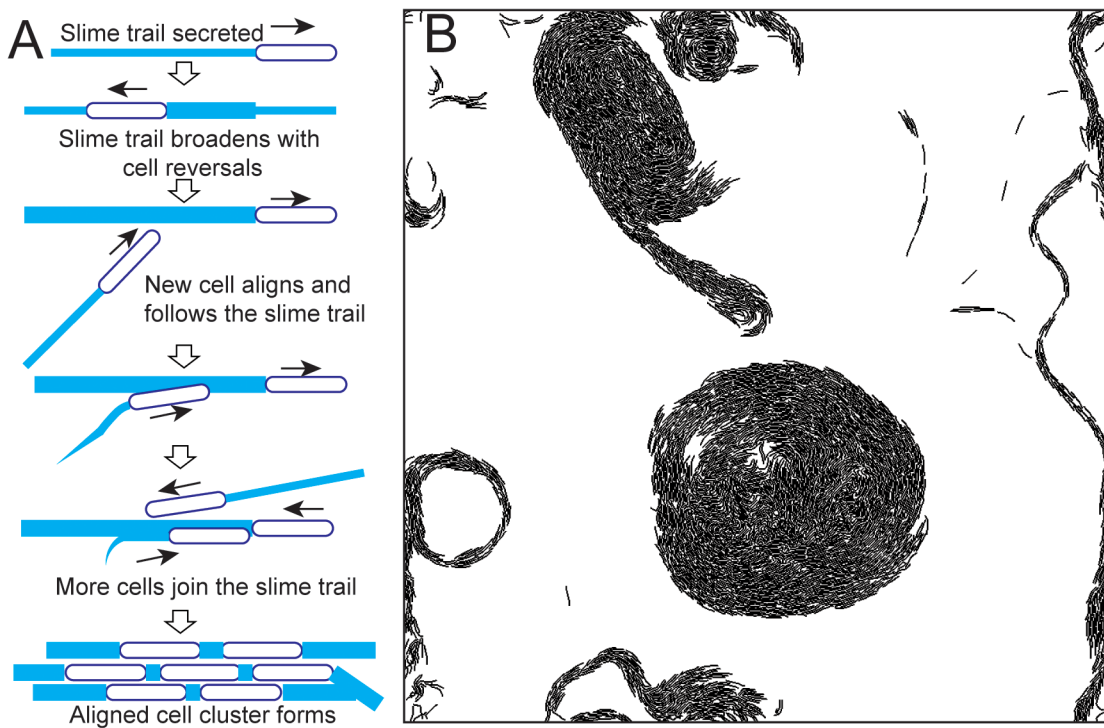 A
Slime trail secreted
Slime trail broadens with
cell reversals
New cell aligns and
follows the slime trail
More cells join the slime trail
Aligned cell cluster forms
B